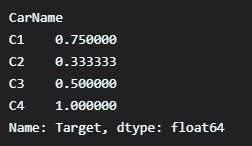 CarName
C1    0.750000
C2    0.333333
C3    0.500000
C4    1.000000
Name: Target, dtype: float64